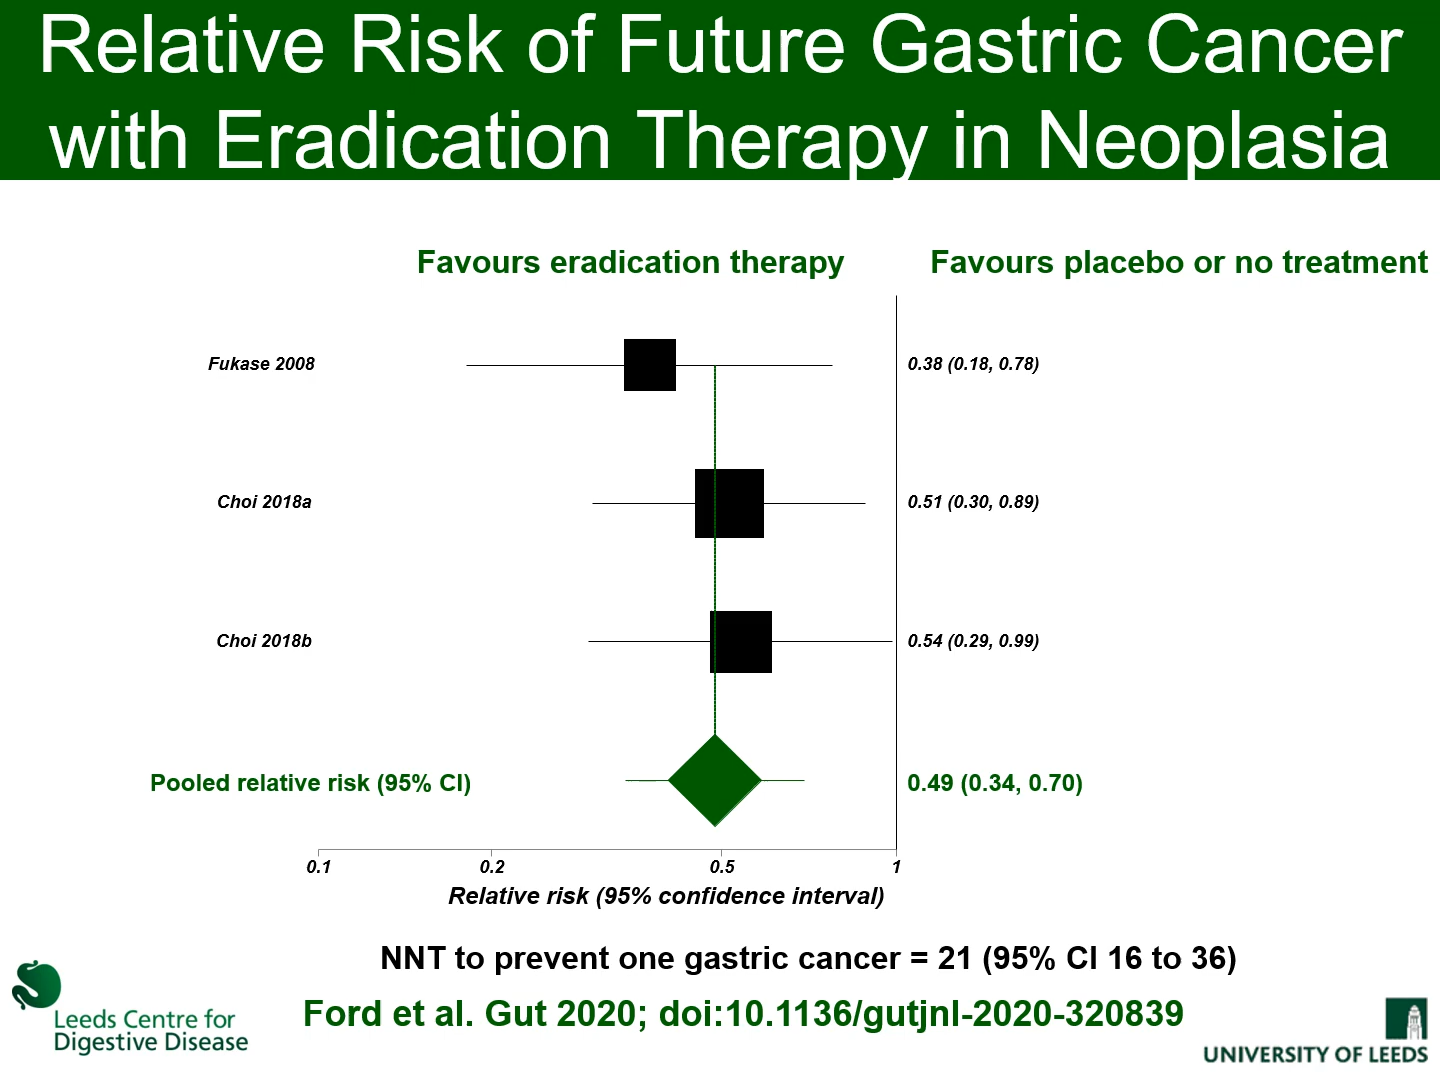 Relative Risk of Future Gastric Cancer
with Eradication Therapy in Neoplasia
Favours eradication therapy
Favours placebo or no treatment
Fukase 2008
0.38 (0.18, 0.78)
Choi 2018a
0.51 (0.30, 0.89)
Choi 2018b
0.54 (0.29, 0.99)
Pooled relative risk (95% CI)
0.49 (0.34, 0.70)
0.1 0.2 0.5 1
Relative risk (95% confidence interval)
NNT to prevent one gastric cancer = 21 (95% CI 16 to 36)
Ford et al. Gut 2020; doi:10.1136/gutjnl-2020-320839
Leeds Centre for
Digestive Disease
UNIVERSITY OF LEEDS